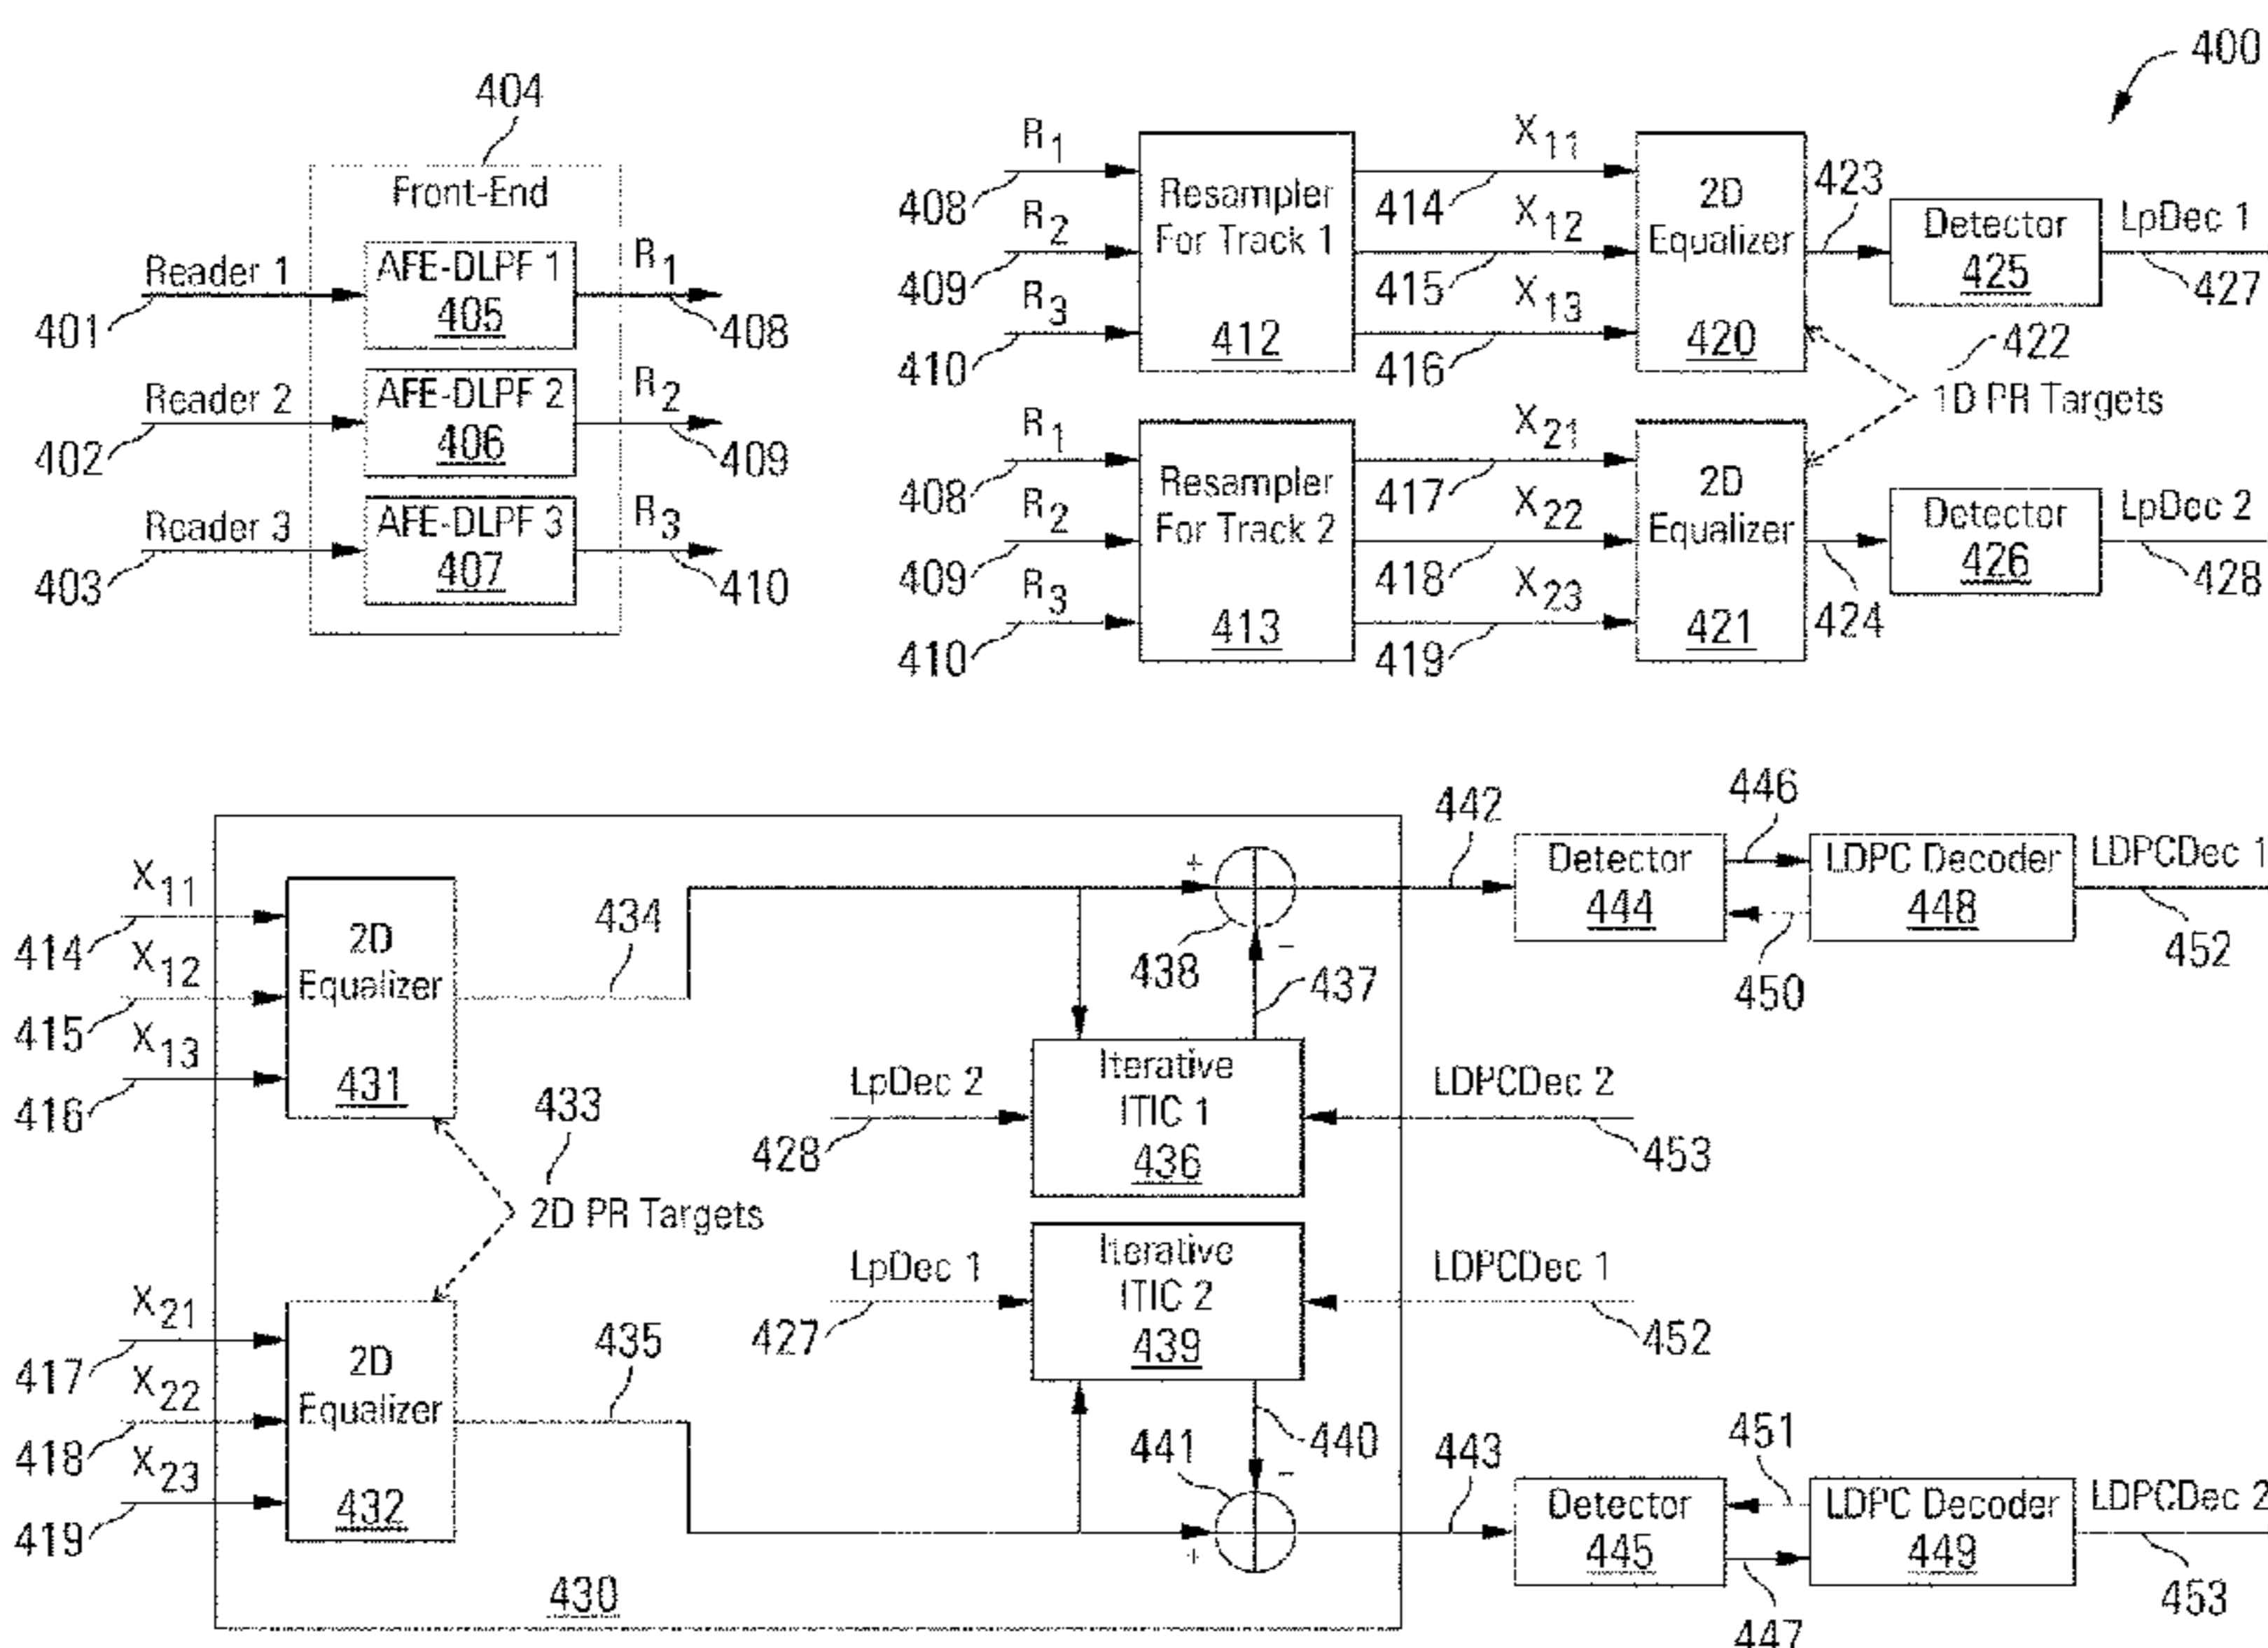 400
404
Front-End
Reader 1
401
AFE-DLPF 1
405
R1
408
Reader 2
402
AFE-DLPF 2
406
R2
409
Reader 3
403
AFE-DLPF 3
407
R3
410
R1
408
R2
409
R3
410
Resampler
For Track 1
412
X11
414
X12
415
X13
416
2D
Equalizer
420
423
Detector
425
LpDec 1
427
422
1D PR Targets
R1
408
R2
409
R3
410
Resampler
For Track 2
413
X21
417
X22
418
X23
419
2D
Equalizer
421
424
Detector
426
LpDec 2
428
X11
414
X12
415
X13
416
2D
Equalizer
431
434
433
2D PR Targets
+
438
-
437
LpDec 2
428
Iterative
ITIC 1
436
LDPCDec 2
453
442
Detector
444
446
450
LDPC Decoder
448
LDPCDec 1
452
X21
417
X22
418
X23
419
2D
Equalizer
432
435
LpDec 1
427
Iterative
ITIC 2
439
LDPCDec 1
452
440
441
-
+
443
Detector
445
451
447
LDPC Decoder
449
LDPCDec 2
453
430